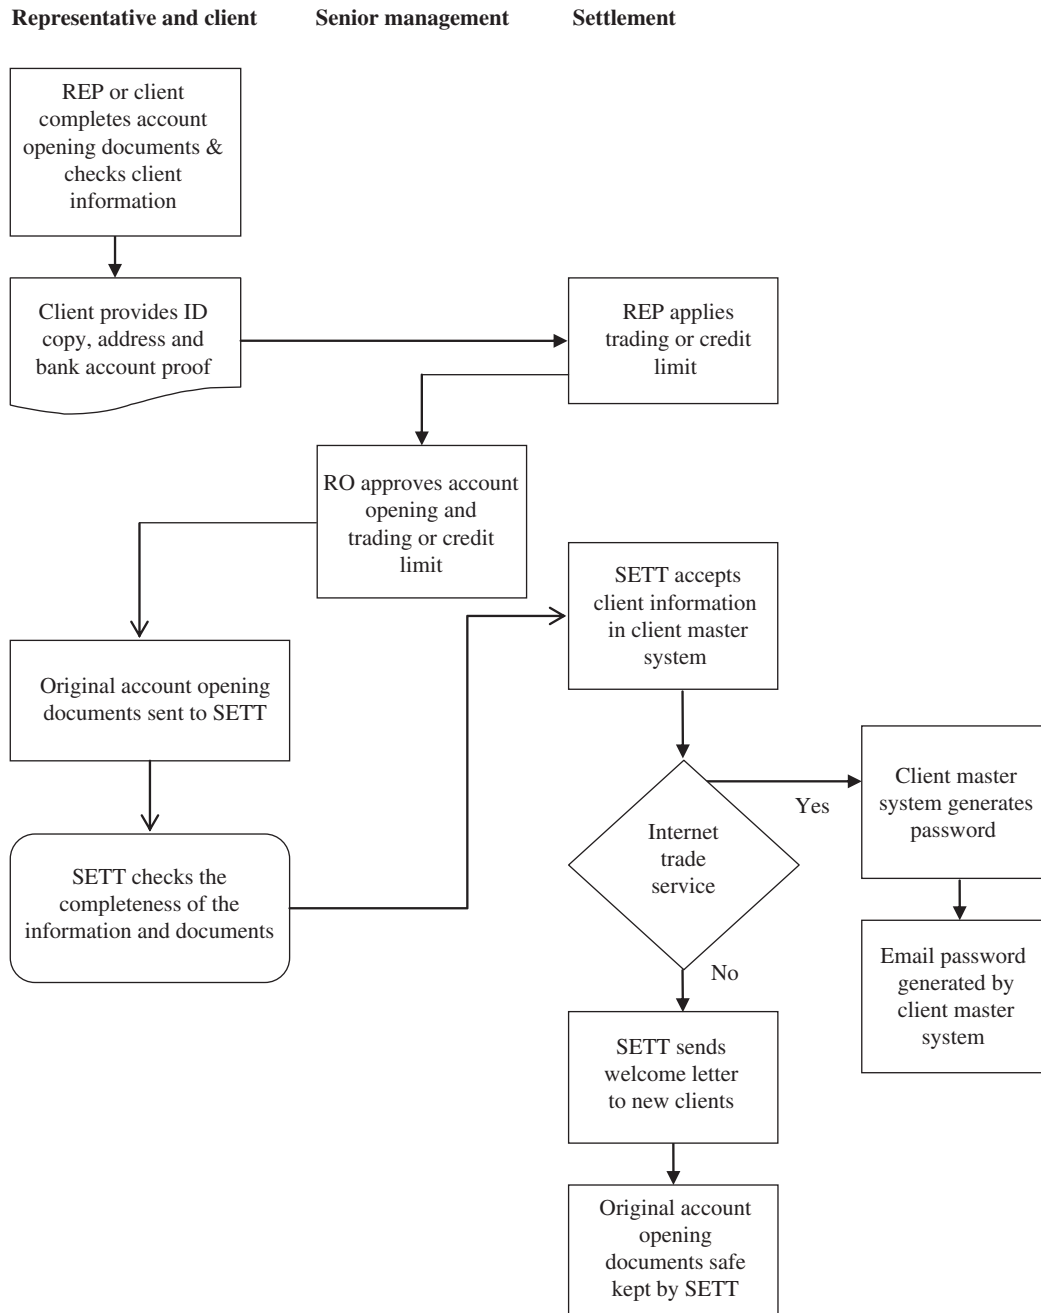 Representative and client
Senior management
Settlement
REP or client
completes account
opening documents &
checks client
information
Client provides ID
copy, address and
bank account proof
REP applies
trading or credit
limit
RO approves account
opening and
trading or credit
limit
Original account opening
documents sent to SETT
SETT checks the
completeness of the
information and documents
SETT accepts
client information
in client master
system
Internet
trade
service
Yes
Client master
system generates
password
Email password
generated by
client master
system
No
SETT sends
welcome letter
to new clients
Original account
opening
documents safe
kept by SETT